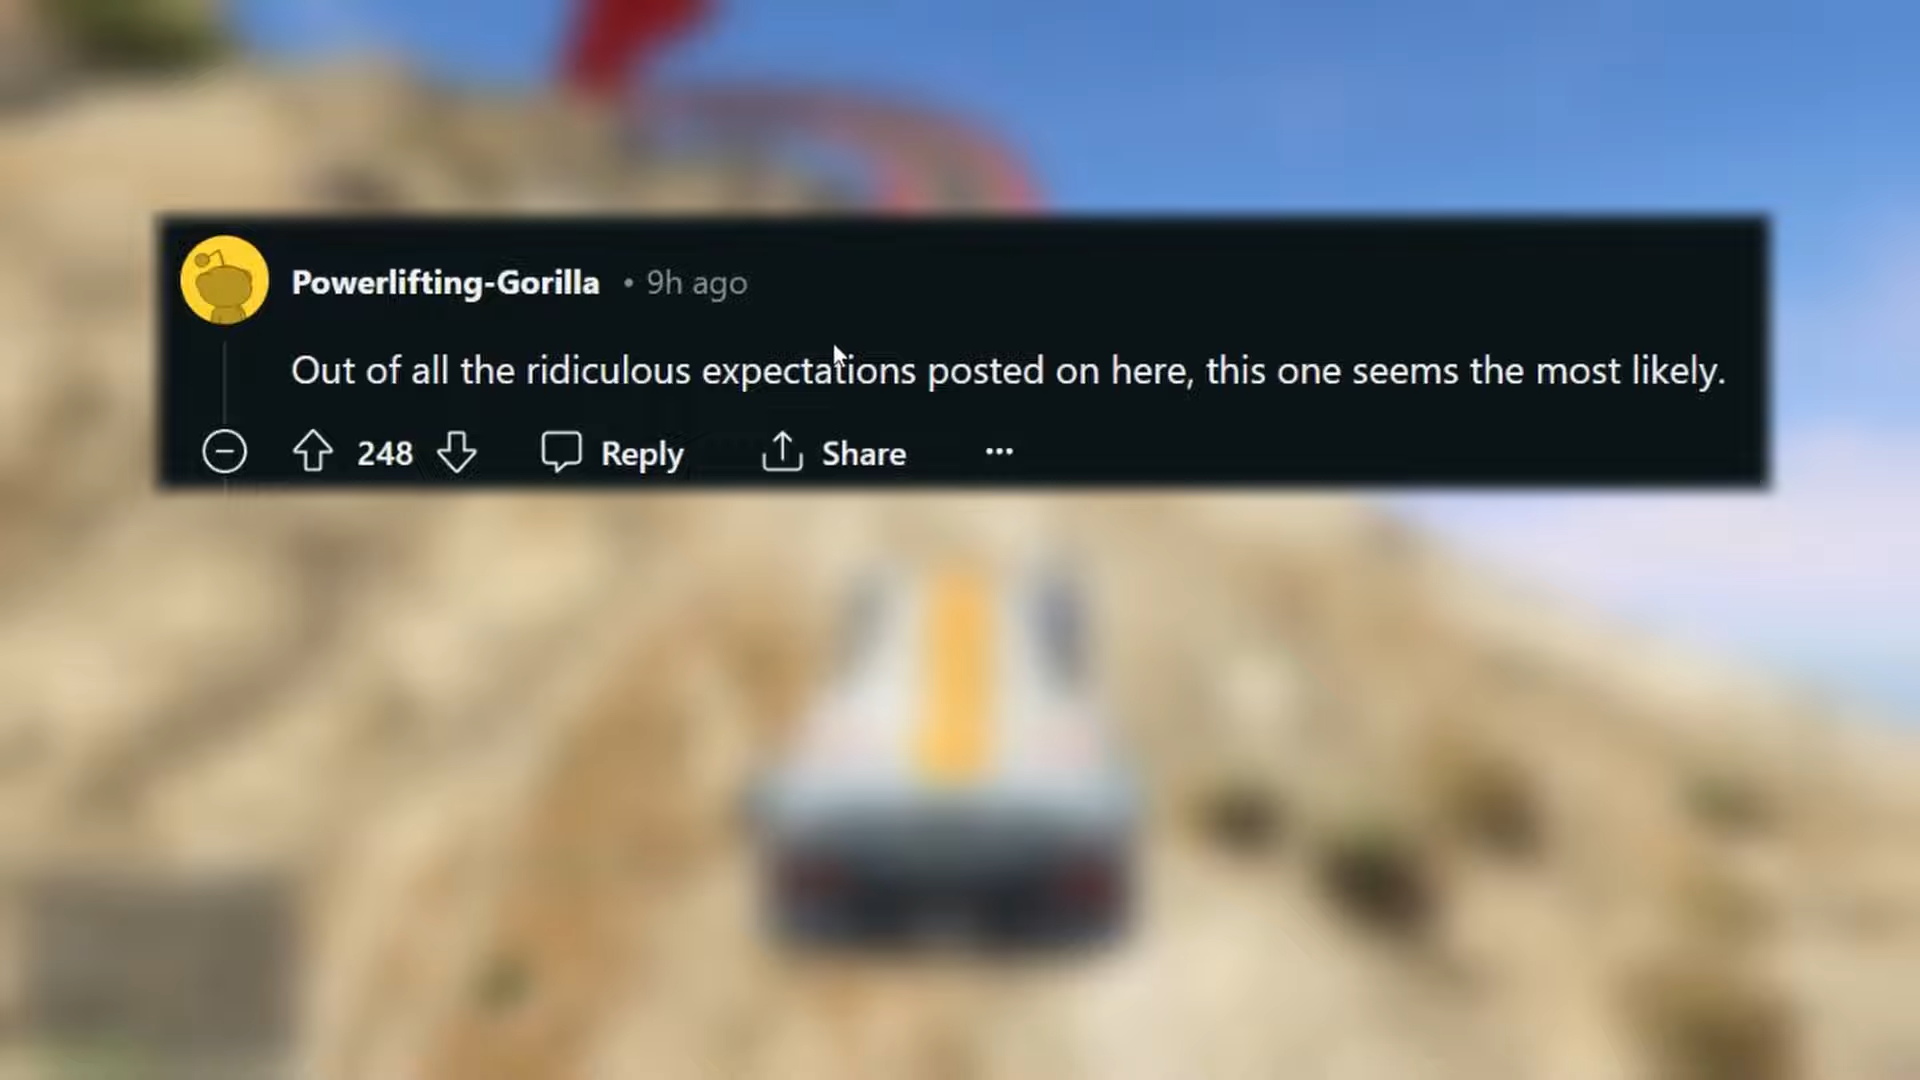 Powerlifting-Gorilla • 9h ago
Out of all the ridiculous expectations posted on here, this one seems the most likely.
248 Reply Share ...